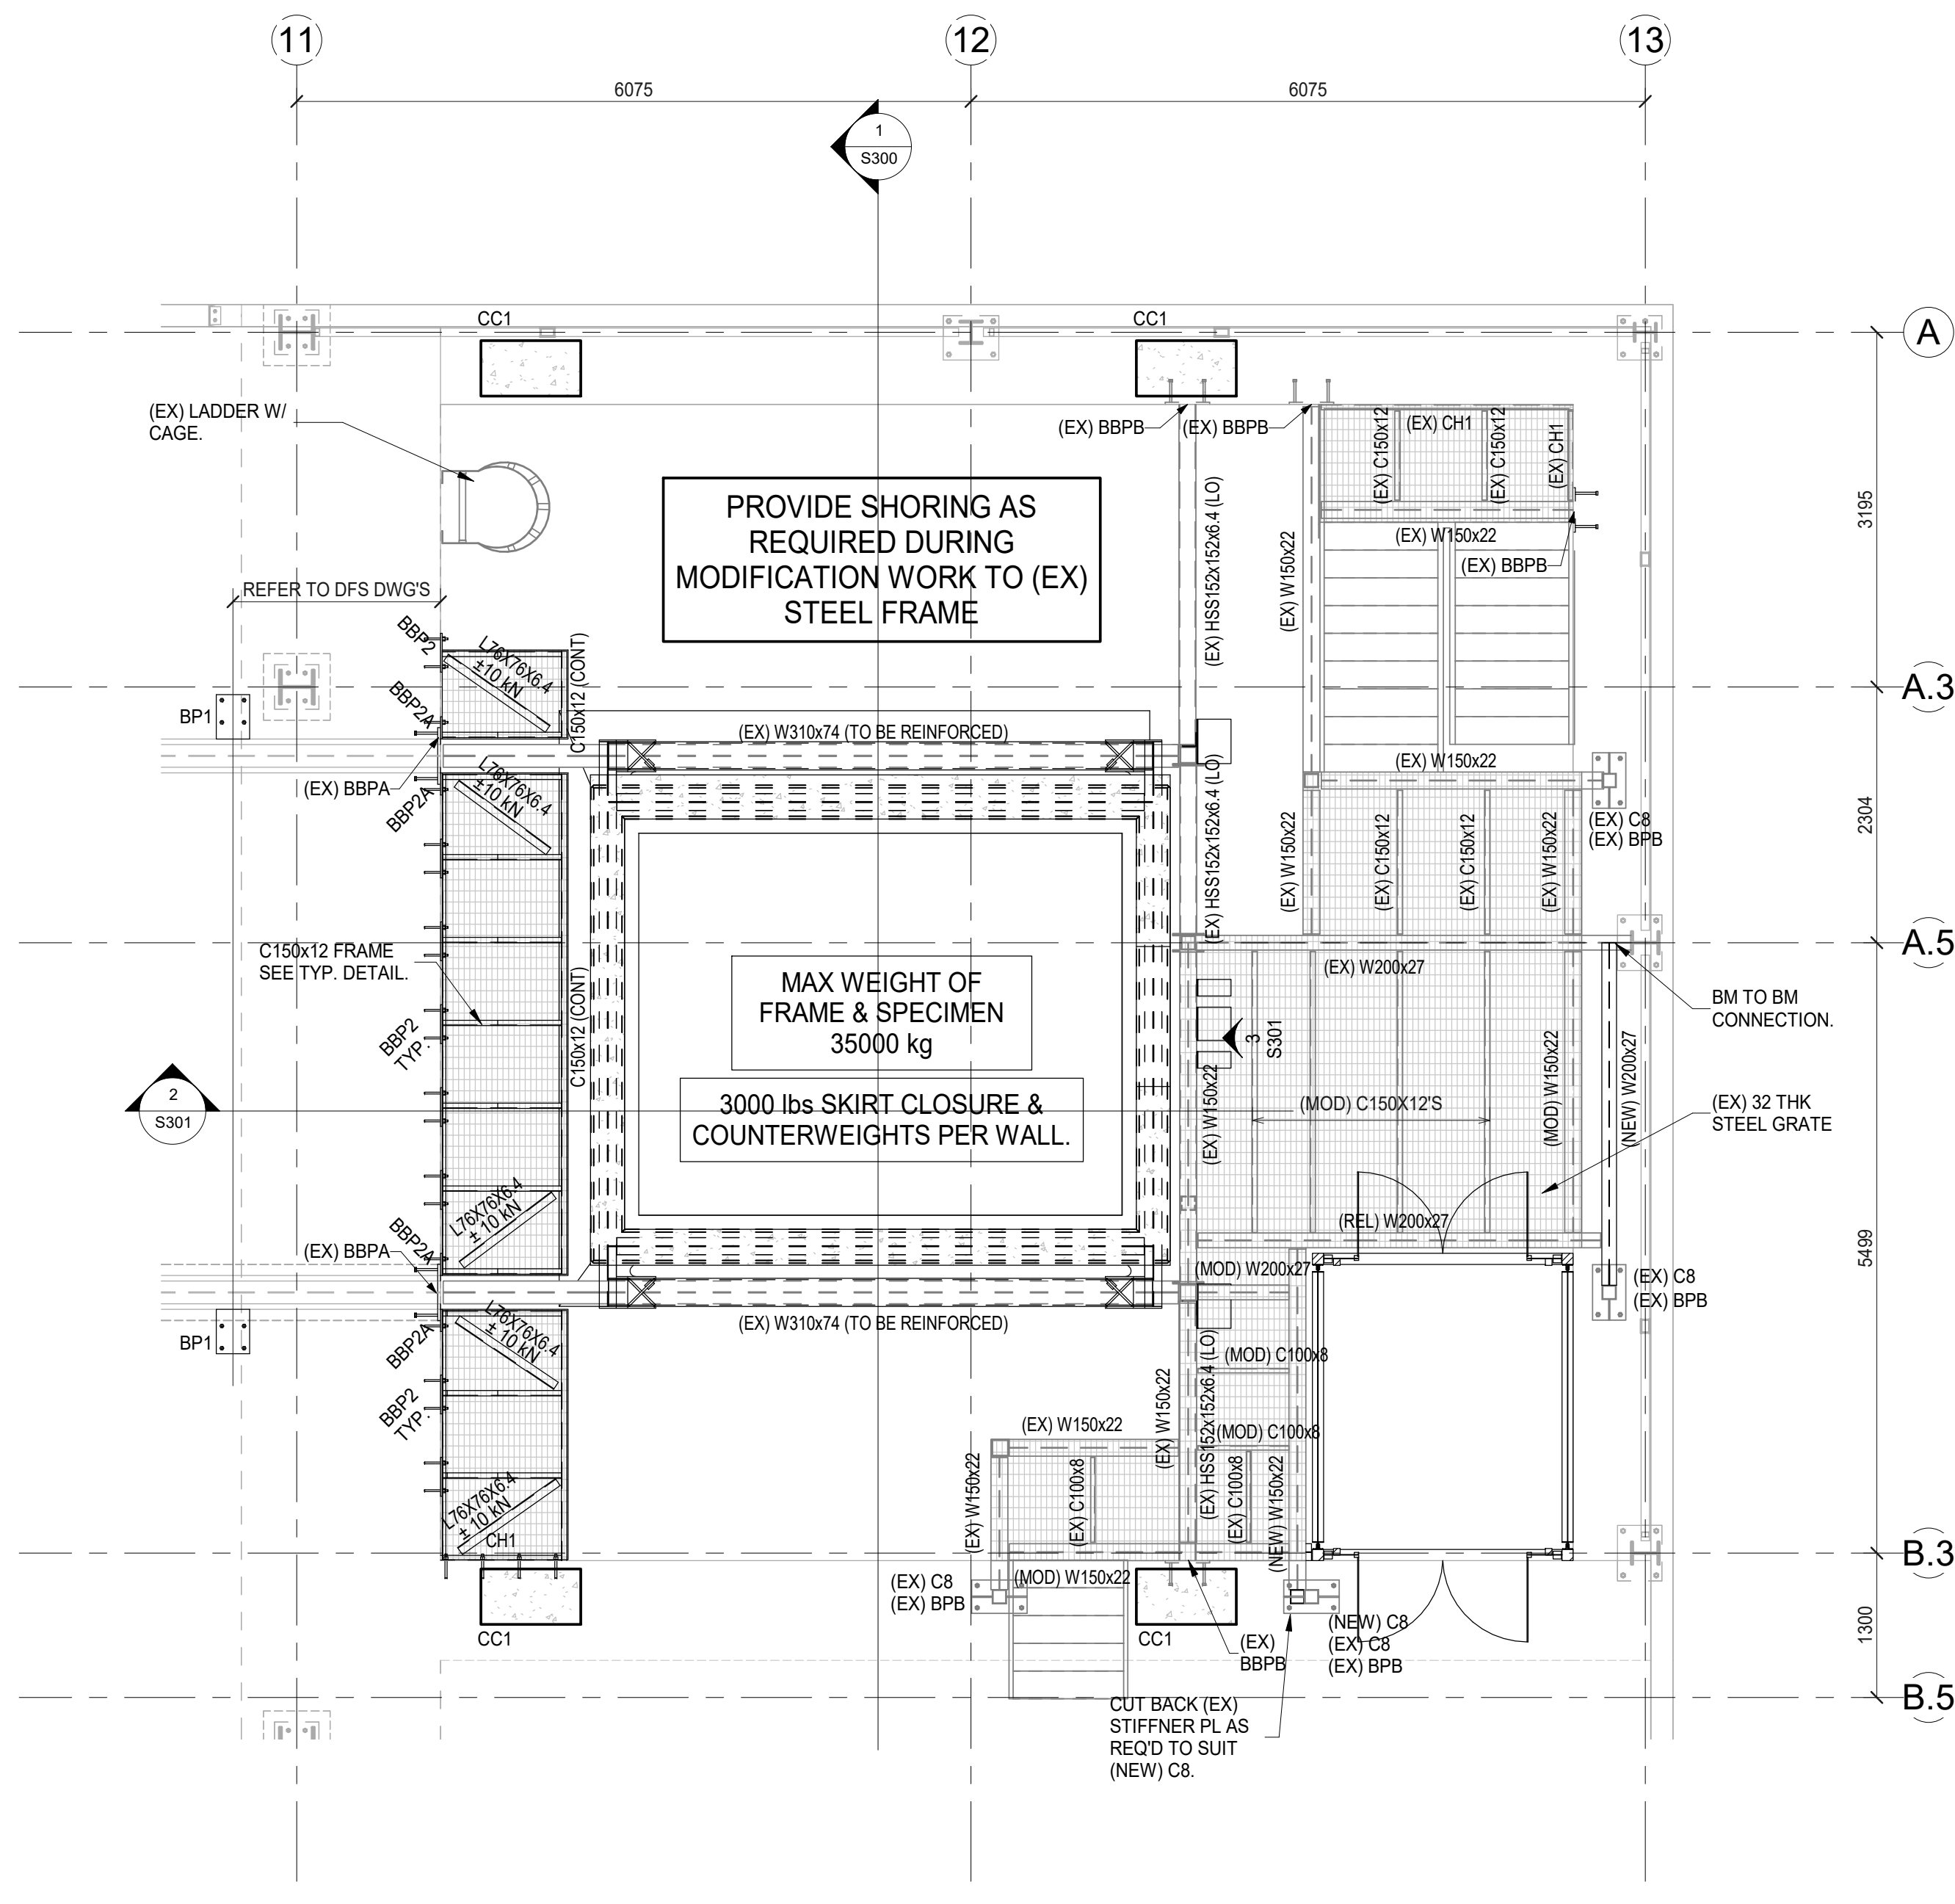 11
12
13
6075
6075
1
S300
CC1
CC1
A
(EX) LADDER W/
CAGE.
(EX) BBPB
(EX) BBPB
(EX) C150x12
(EX) CH1
(EX) C150x12
(EX) CH1
PROVIDE SHORING AS
REQUIRED DURING
MODIFICATION WORK TO (EX)
STEEL FRAME
(EX) HSS152x152x6.4 (LO)
(EX) W150x22
(EX) W150x22
(EX) BBPB
3195
REFER TO DFS DWG'S
BBP2
L76X76X6.4
±10 kN
C150x12 (CONT)
A.3
BP1
BBP2A
(EX) W310x74 (TO BE REINFORCED)
(EX) BBPA
BBP2A
L76X76X6.4
±10 kN
(EX) HSS152x152x6.4 (LO)
(EX) W150x22
(EX) W150x22
(EX) C150x12
(EX) C150x12
(EX) W150x22
(EX) C8
(EX) BPB
2304
A.5
C150x12 FRAME
SEE TYP. DETAIL.
C150x12 (CONT)
MAX WEIGHT OF
FRAME & SPECIMEN
35000 kg
(EX) W200x27
BM TO BM
CONNECTION.
BBP2
TYP.
3
S301
(MOD) W150x22
(NEW) W200x27
2
S301
3000 lbs SKIRT CLOSURE &
COUNTERWEIGHTS PER WALL.
(EX) W150x22
(MOD) C150X12'S
(EX) 32 THK
STEEL GRATE
L76X76X6.4
± 10 kN
BBP2A
(EX) BBPA
(REL) W200x27
5499
(MOD) W200x27
(EX) C8
(EX) BPB
BP1
BBP2A
L76X76X6.4
± 10 kN
(EX) W310x74 (TO BE REINFORCED)
(MOD) C100x8
BBP2
TYP.
(EX) W150x22
(EX) W150x22
(EX) HSS152x152x6.4 (LO)
(MOD) C100x8
L76X76X6.4
± 10 kN
CH1
(EX) W150x22
(EX) C100x8
(EX) C100x8
(NEW) W150x22
B.3
(EX) C8
(EX) BPB
(MOD) W150x22
CC1
CC1
(EX)
BBPB
(NEW) C8
(EX) C8
(EX) BPB
1300
B.5
CUT BACK (EX)
STIFFNER PL AS
REQ'D TO SUIT
(NEW) C8.